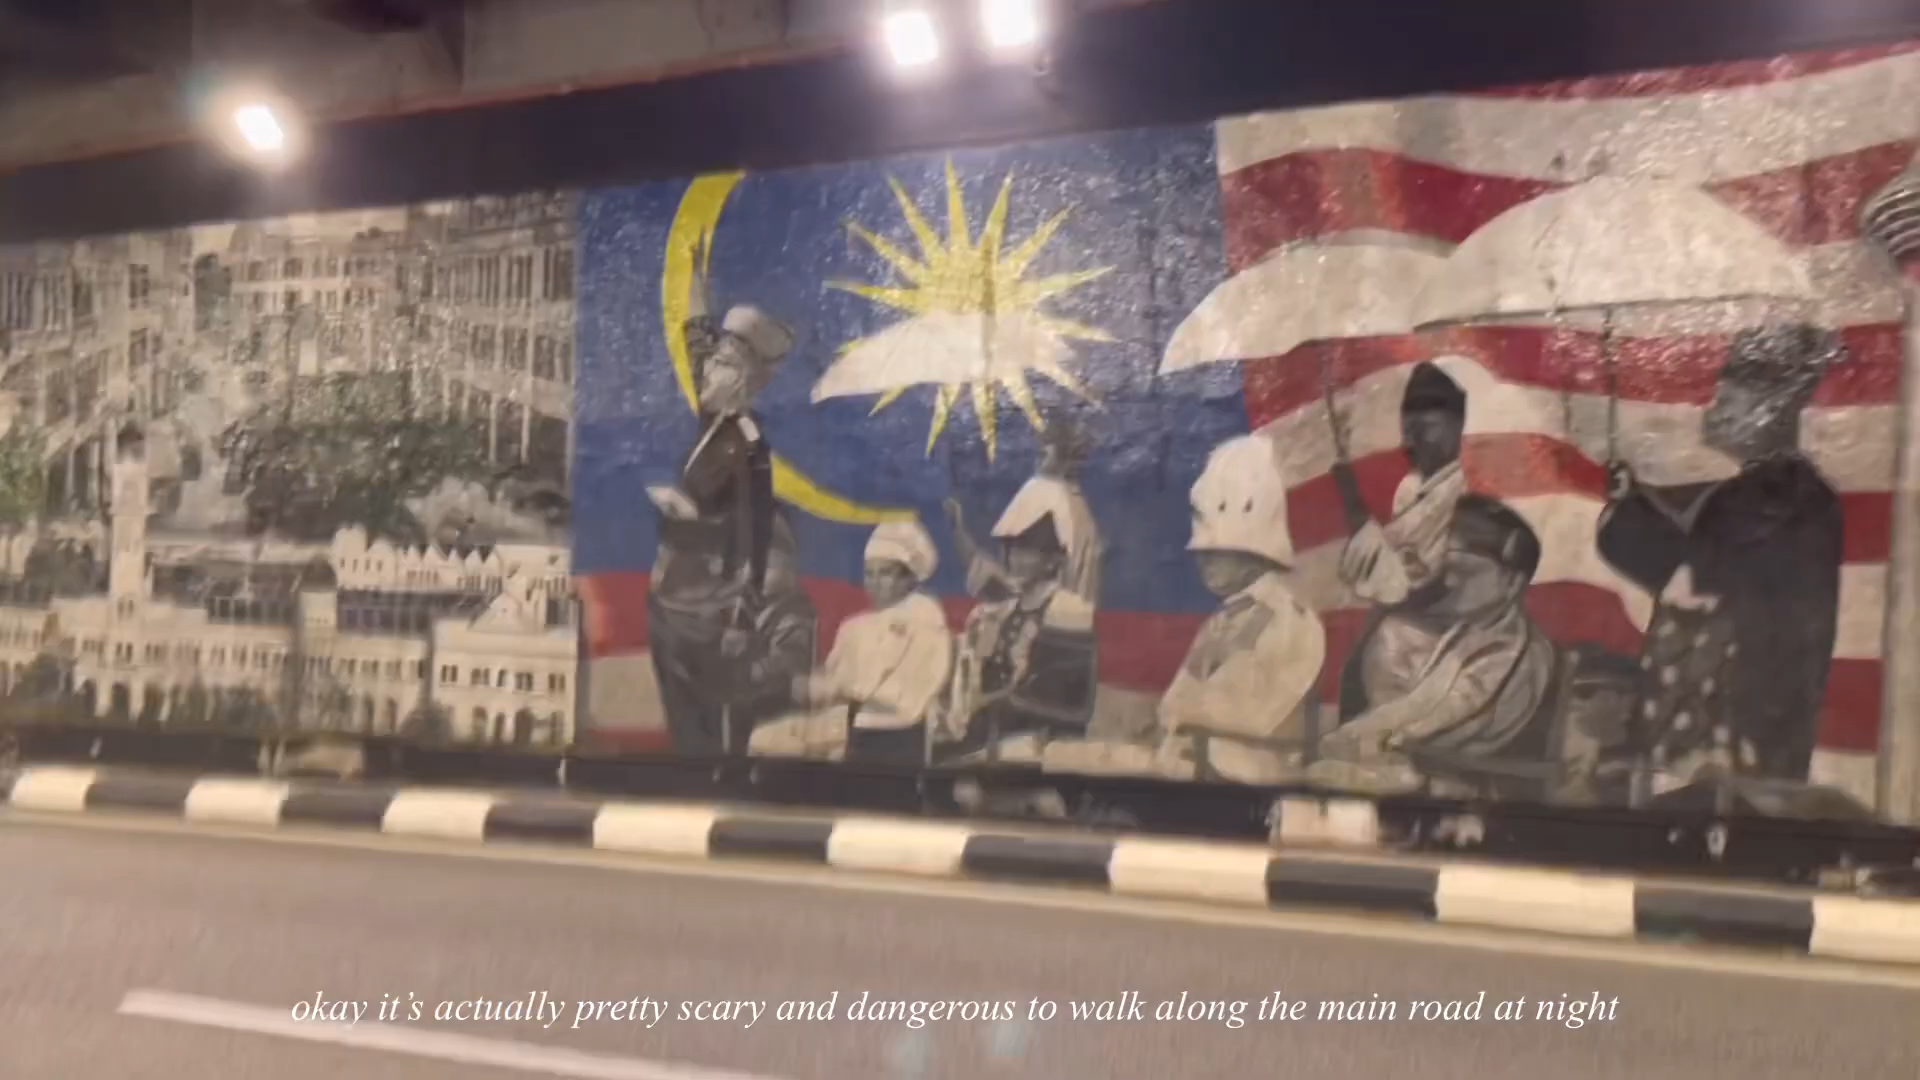 okay it’s actually pretty scary and dangerous to walk along the main road at night